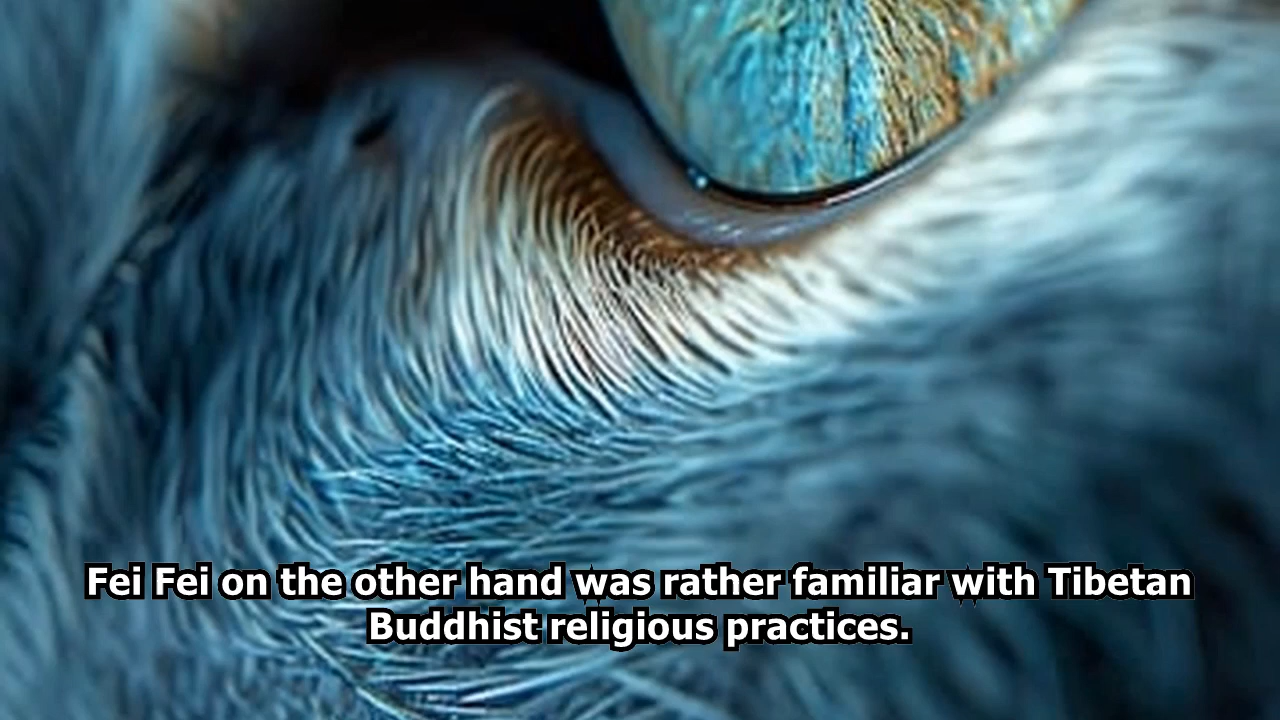 Fei Fei on the other hand was rather familiar with Tibetan
Buddhist religious practices.